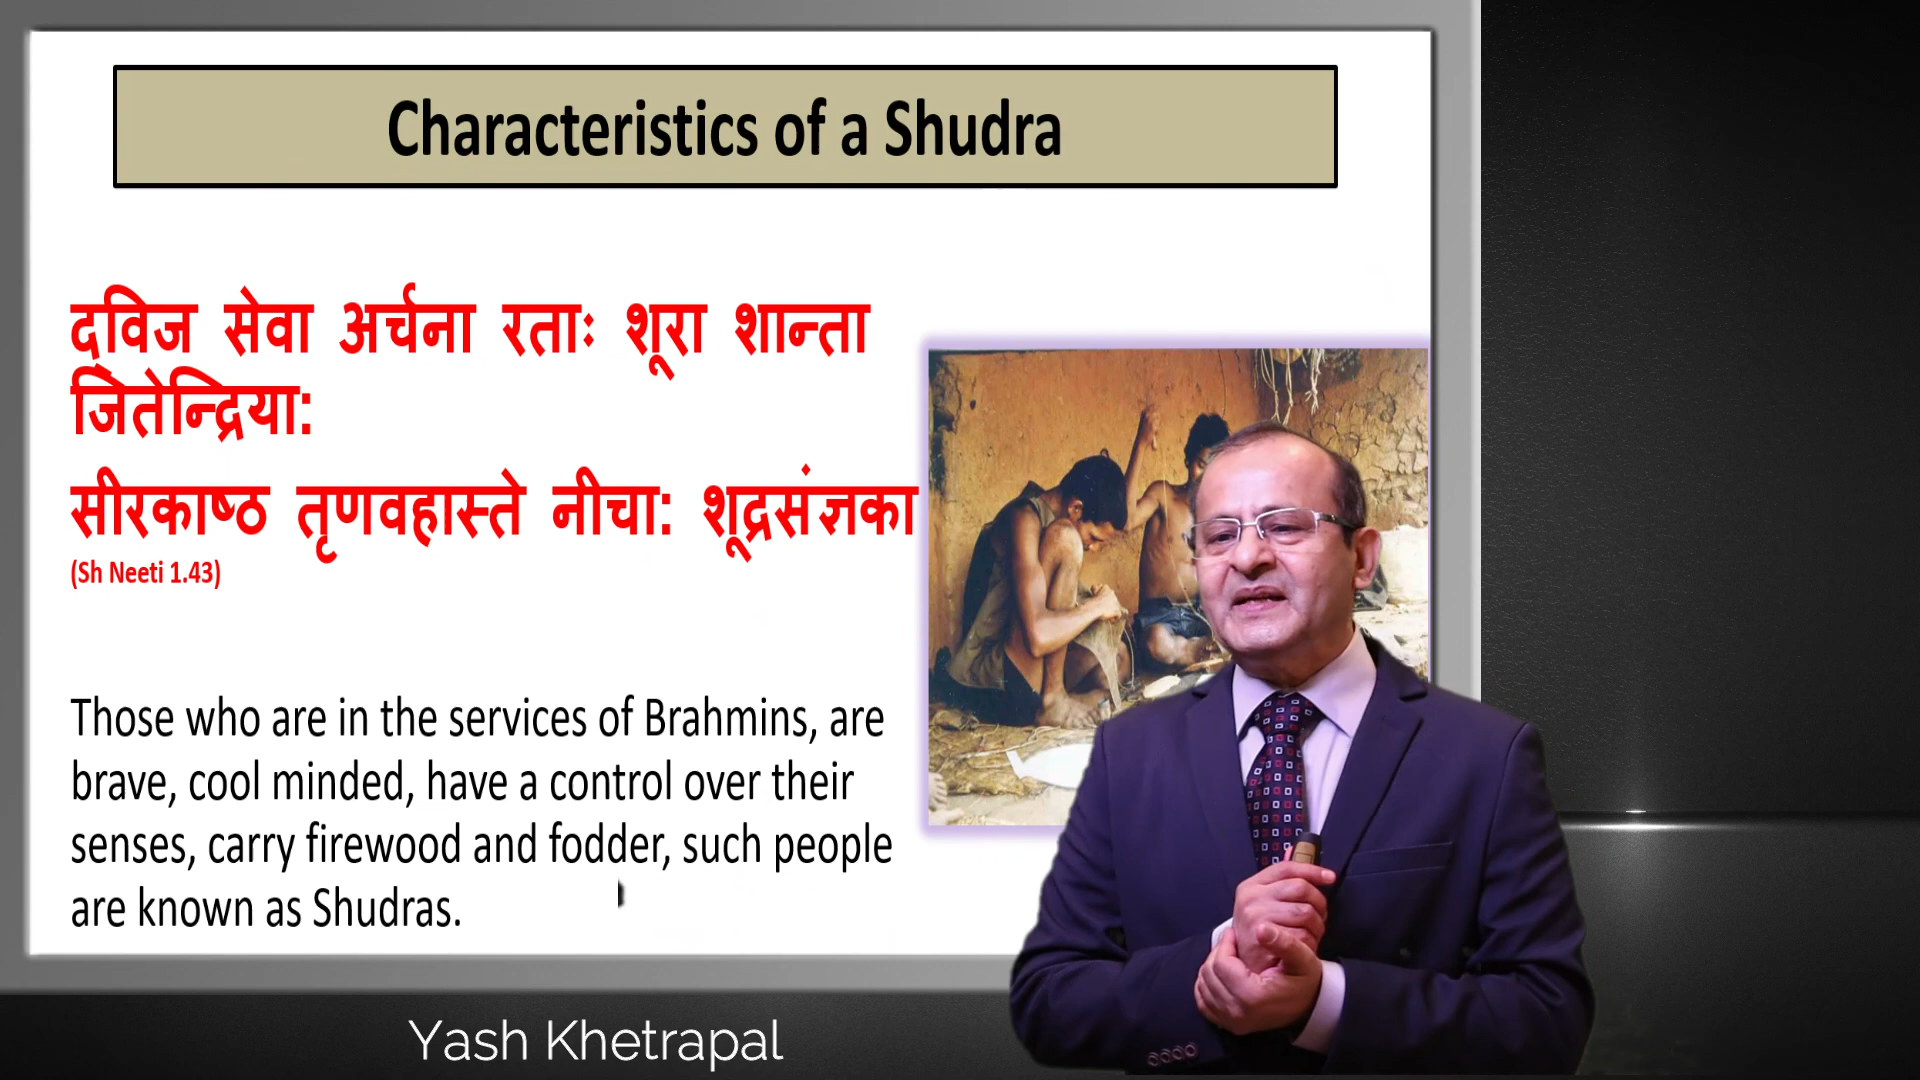 Characteristics of a Shudra
द्‌विज सेवा अर्चना रताः शूरा शान्ता
जितेन्द्रिया:
सीरकाष्ठ तृणवहास्ते नीचा: शूद्रसंज्ञका
(Sh Neeti 1.43)
Those who are in the services of Brahmins, are
brave, cool minded, have a control over their
senses, carry firewood and fodder, such people
are known as Shudras.
Yash Khetrapal